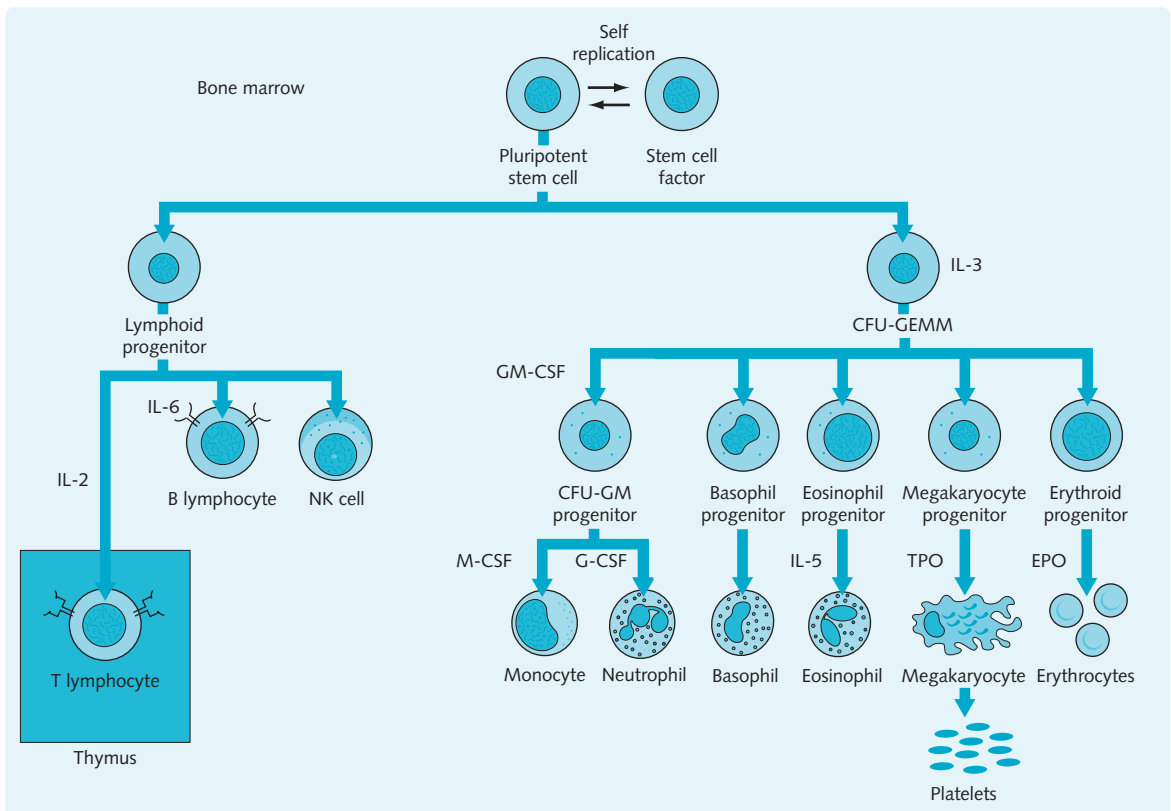 Self
replication
Bone marrow
Pluripotent
stem cell
Stem cell
factor
IL-3
Lymphoid
progenitor
CFU-GEMM
GM-CSF
IL-6
IL-2
B lymphocyte
NK cell
CFU-GM
progenitor
Basophil
progenitor
Eosinophil
progenitor
Megakaryocyte
progenitor
Erythroid
progenitor
M-CSF
G-CSF
IL-5
TPO
EPO
T lymphocyte
Monocyte
Neutrophil
Basophil
Eosinophil
Megakaryocyte
Erythrocytes
Thymus
Platelets